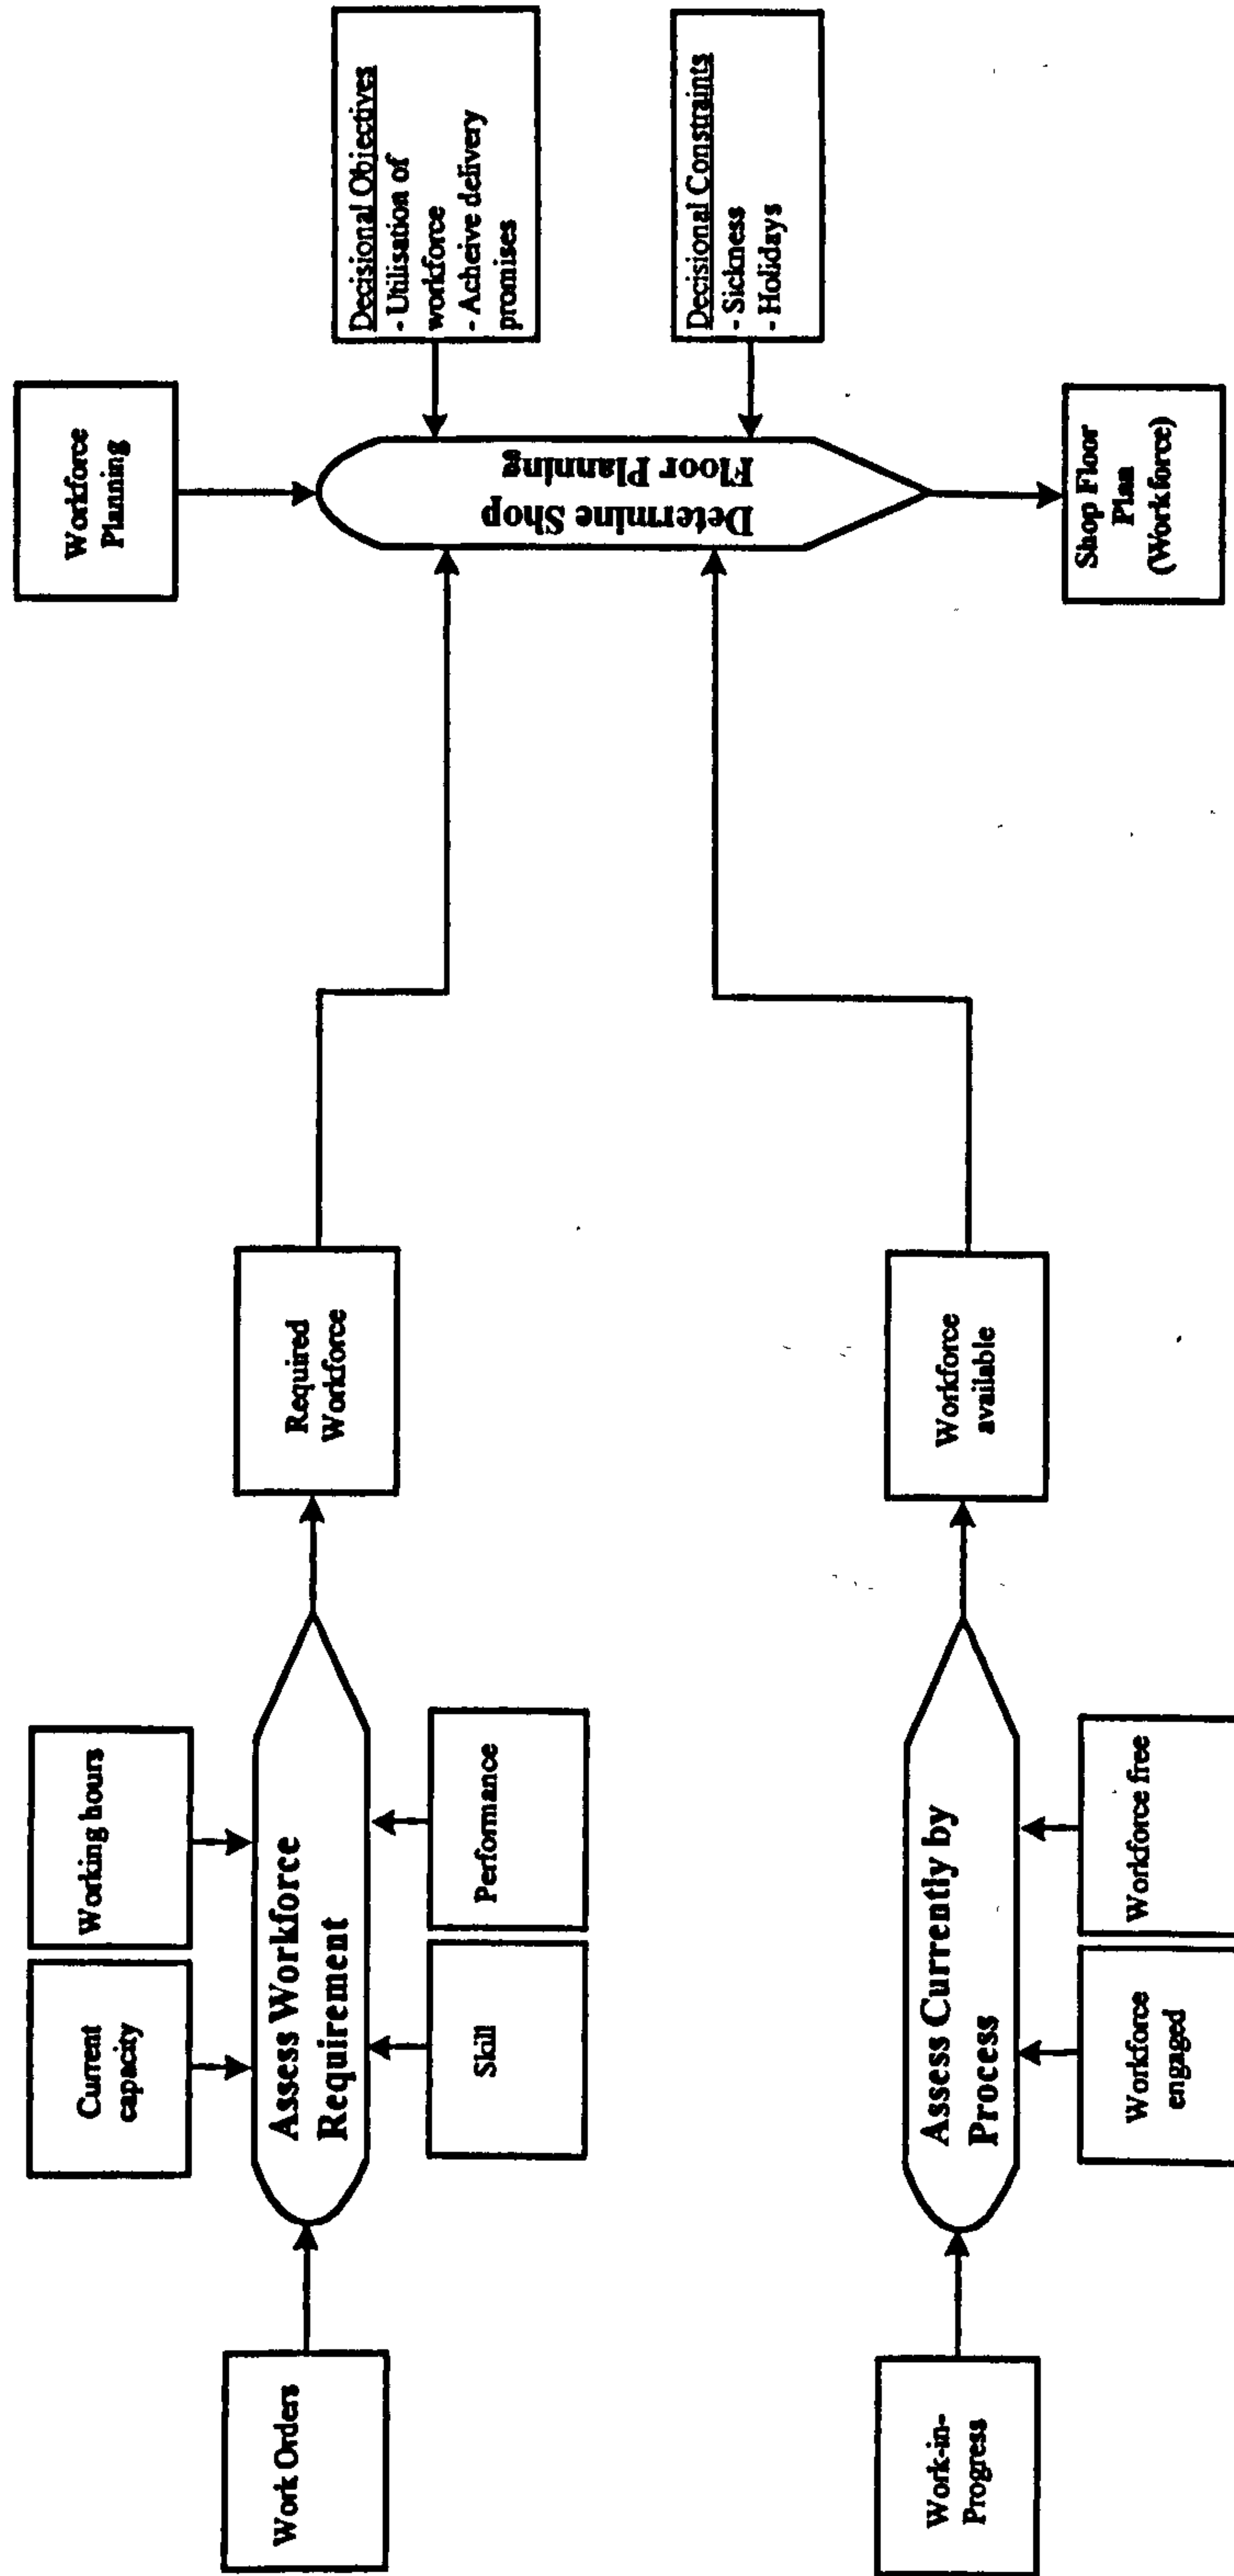 Work Orders
Current
capacity
Working hours
Assess Workforce
Requirement
Skill
Performance
Required
Workforce
Work-in-
Progress
Assess Currently by
Process
Workforce
engaged
Workforce free
Workforce
available
Workforce
Planning
Determine Shop
Floor Planning
Decisional Objectives
- Utilisation of
workforce
- Acheive delivery
promises
Decisional Constraints
- Sickness
- Holidays
Shop Floor
Plan
(Workforce)